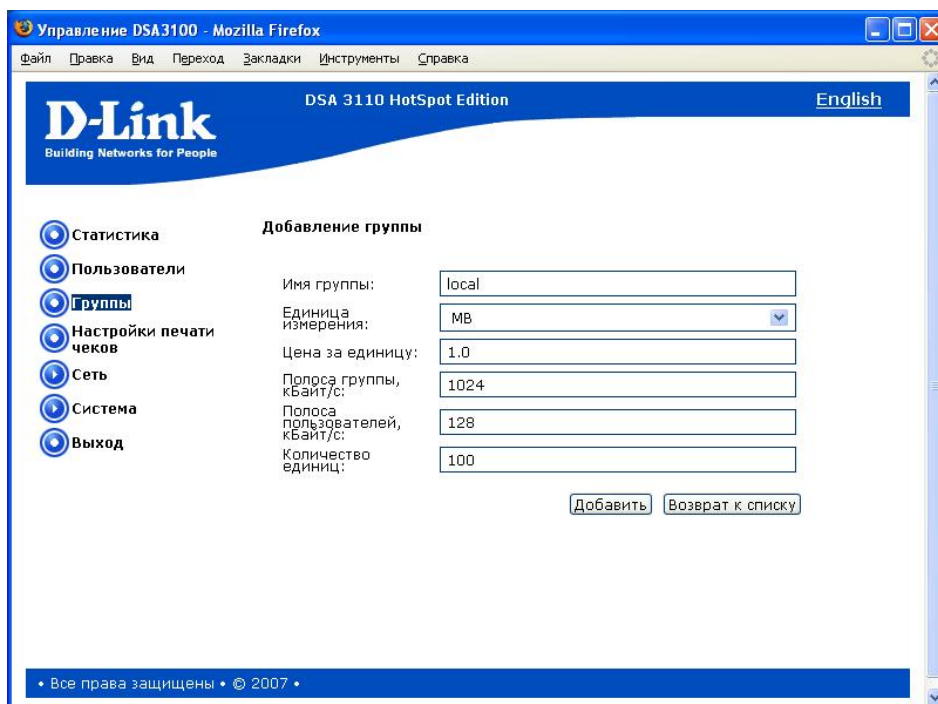 Управление DSA3100 - Mozilla Firefox
Файл Правка Вид Переход Закладки Инструменты Справка
D-Link
Building Networks for People
DSA 3110 HotSpot Edition
English
Статистика
Пользователи
Группы
Настройки печати
чеков
Сеть
Система
Выход
Добавление группы
Имя группы: local
Единица
измерения: MB
Цена за единицу: 1.0
Полоса группы,
кБайт/с: 1024
Полоса
пользователей,
кБайт/с: 128
Количество
единиц: 100
Добавить Возврат к списку
• Все права защищены • © 2007 •